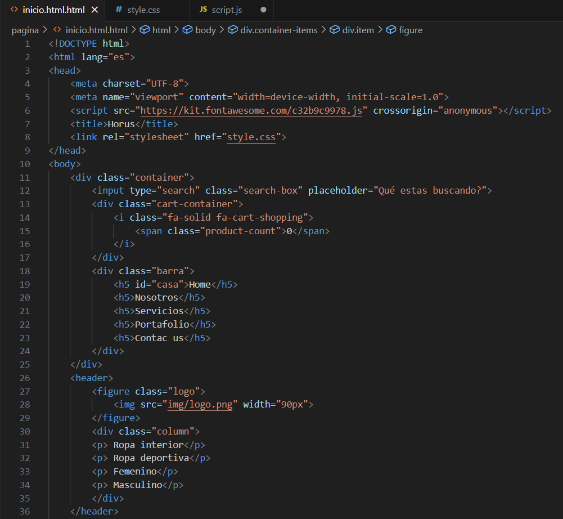 inicio.html.html # style.css JS script.js
pagina > inicio.html.html > html > body > div.container-items > div.item > figure
1 <!DOCTYPE html>
2 <html lang="es">
3 <head>
4 <meta charset="UTF-8">
5 <meta name="viewport" content="width=device-width, initial-scale=1.0">
6 <script src="https://kit.fontawesome.com/c32b9c9978.js" crossorigin="anonymous"></script>
7 <title>Horus</title>
8 <link rel="stylesheet" href="style.css">
9 </head>
10 <body>
11 <div class="container">
12 <input type="search" class="search-box" placeholder="Qué estas buscando?">
13 <div class="cart-container">
14 <i class="fa-solid fa-cart-shopping">
15 <span class="product-count">0</span>
16 </i>
17 </div>
18 <div class="barra">
19 <h5 id="casa">Home</h5>
20 <h5>Nosotros</h5>
21 <h5>Servicios</h5>
22 <h5>Portafolio</h5>
23 <h5>Contac us</h5>
24 </div>
25 </div>
26 <header>
27 <figure class="logo">
28 <img src="img/logo.png" width="90px">
29 </figure>
30 <div class="column">
31 <p> Ropa interior</p>
32 <p> Ropa deportiva</p>
33 <p> Femenino</p>
34 <p> Masculino</p>
35 </div>
36 </header>